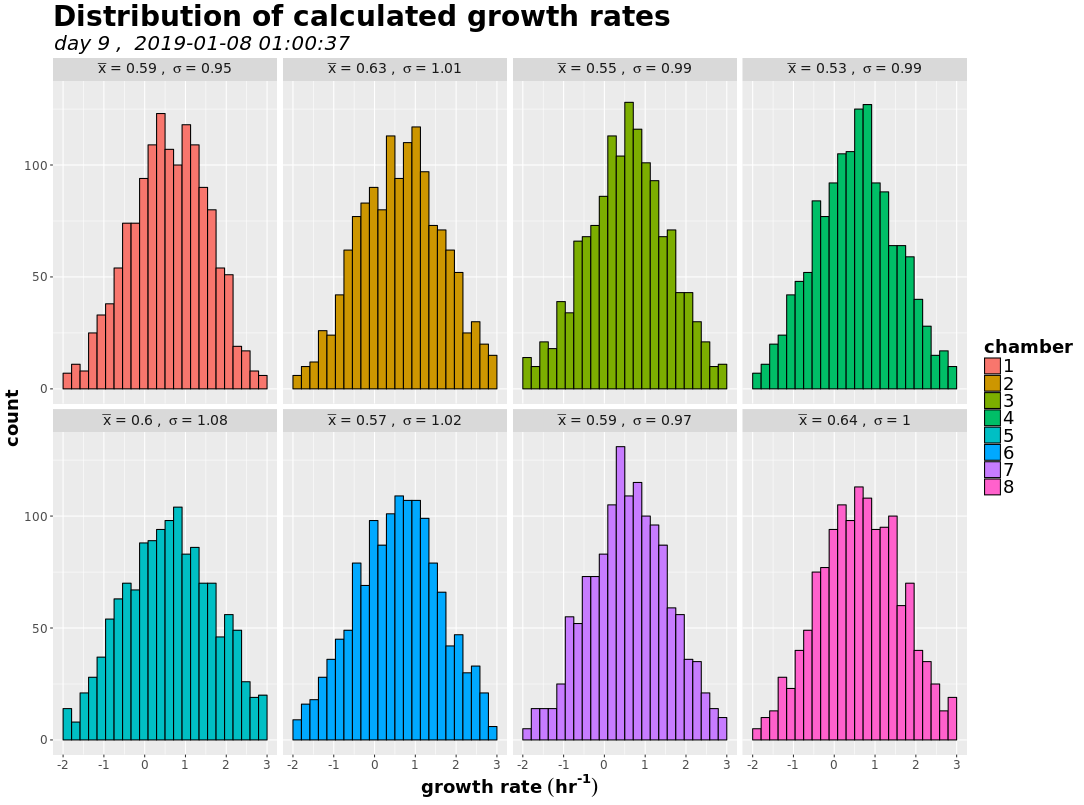 Distribution of calculated growth rates
day 9 ,  2019-01-08 01:00:37
x̅ = 0.59 ,  σ = 0.95
x̅ = 0.63 ,  σ = 1.01
x̅ = 0.55 ,  σ = 0.99
x̅ = 0.53 ,  σ = 0.99
100
50
0
x̅ = 0.6 ,  σ = 1.08
x̅ = 0.57 ,  σ = 1.02
x̅ = 0.59 ,  σ = 0.97
x̅ = 0.64 ,  σ = 1
100
50
0
-2 -1 0 1 2 3
-2 -1 0 1 2 3
-2 -1 0 1 2 3
-2 -1 0 1 2 3
count
growth rate (hr⁻¹)
chamber
1
2
3
4
5
6
7
8